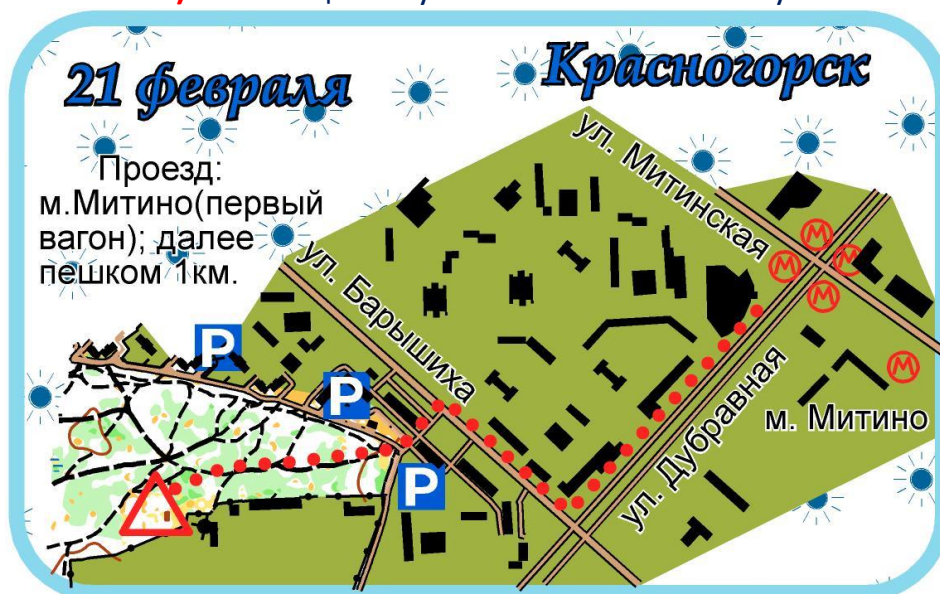 21 февраля
Красногорск
Проезд:
м.Митино(первый
вагон); далее
пешком 1км.
ул. Митинская
ул. Барышиха
ул. Дубравная
м. Митино
P
P
P
М
М
М
М
М